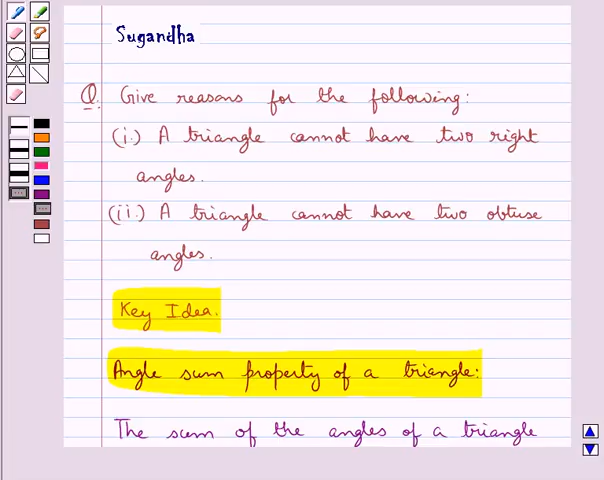 Sugandha
Q. Give reasons for the following:
(i.) A triangle cannot have two right
angles.
(ii.) A triangle cannot have two obtuse
angles.
Key Idea.
Angle sum property of a triangle:
The sum of the angles of a triangle